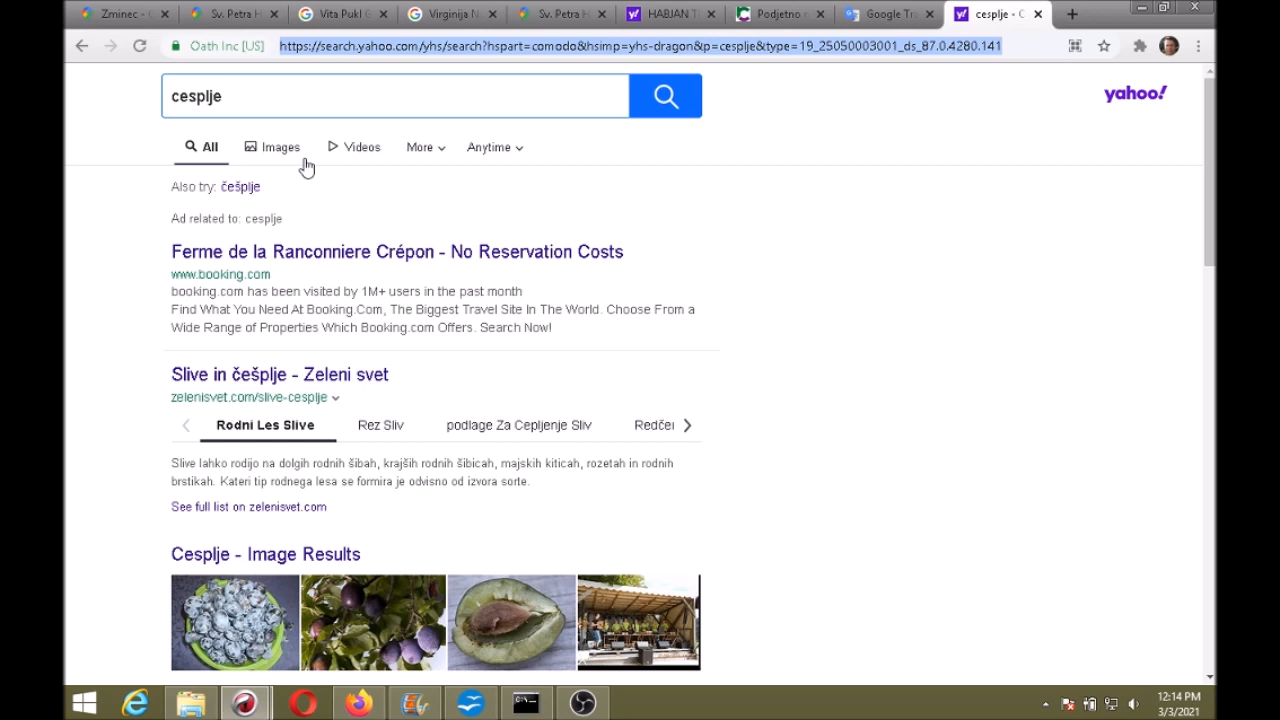 Zminec -
Sv. Petra H
Vita Pukl
Virginija N
Sv. Petra H
HABJAN T
Podjetno
Google Tra
cesplje - C
Oath Inc [US]
https://search.yahoo.com/yhs/search?hspart=comodo&hsimp=yhs-dragon&p=cesplje&type=19_25050003001_ds_87.0.4280.141
cesplje
yahoo!
All
Images
Videos
More
Anytime
Also try: češplje
Ad related to: cesplje
Ferme de la Ranconniere Crépon - No Reservation Costs
www.booking.com
booking.com has been visited by 1M+ users in the past month
Find What You Need At Booking.Com, The Biggest Travel Site In The World. Choose From a
Wide Range of Properties Which Booking.com Offers. Search Now!
Slive in češplje - Zeleni svet
zelenisvet.com/slive-cesplje
Rodni Les Slive
Rez Sliv
podlage Za Cepljenje Sliv
Redčen
Slive lahko rodijo na dolgih rodnih šibah, krajših rodnih šibicah, majskih kiticah, rozetah in rodnih
brstikah. Kateri tip rodnega lesa se formira je odvisno od izvora sorte.
See full list on zelenisvet.com
Cesplje - Image Results
12:14 PM
3/3/2021